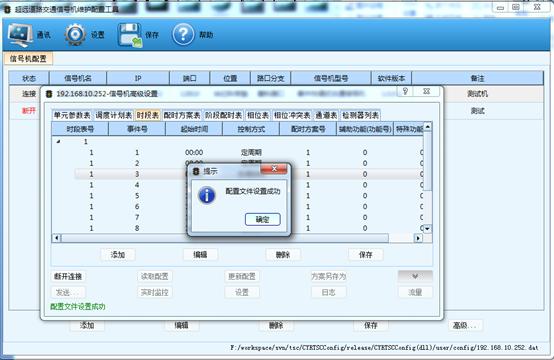 超远道路交通信号机维护配置工具
通讯 设置 保存 帮助
信号机配置
状态 信号机名 IP 端口 位置 路口分支 信号机型号 软件版本 备注
连接 测试机
断开 测试
192.168.10.252-信号机高级设置
单元参数表 调度计划表 时段表 配时方案表 阶段配时表 相位表 相位冲突表 通道表 检测器列表
时段表号 事件号 起始时间 控制方式 配时方案号 辅助功能(功能号) 特殊功能
1
1 1 00:00 定周期 1 0 0
1 2 定周期 1 0 0
1 3 1 0 0
1 4 1 0 0
1 5 1 0 0
1 6 1 0 0
1 7 1 0 0
1 8 1 0 0
提示
配置文件设置成功
确定
添加 编辑 删除 保存
断开连接 读取配置 更新配置 方案另存为
发送... 实时监控 设置 日志 流量
配置文件设置成功
添加 编辑 删除 保存 高级...
F:/workspace/svn/tsc/CYRTSCConfig/release/CYRTSCConfig(dll)/user/config/192.168.10.252.dat